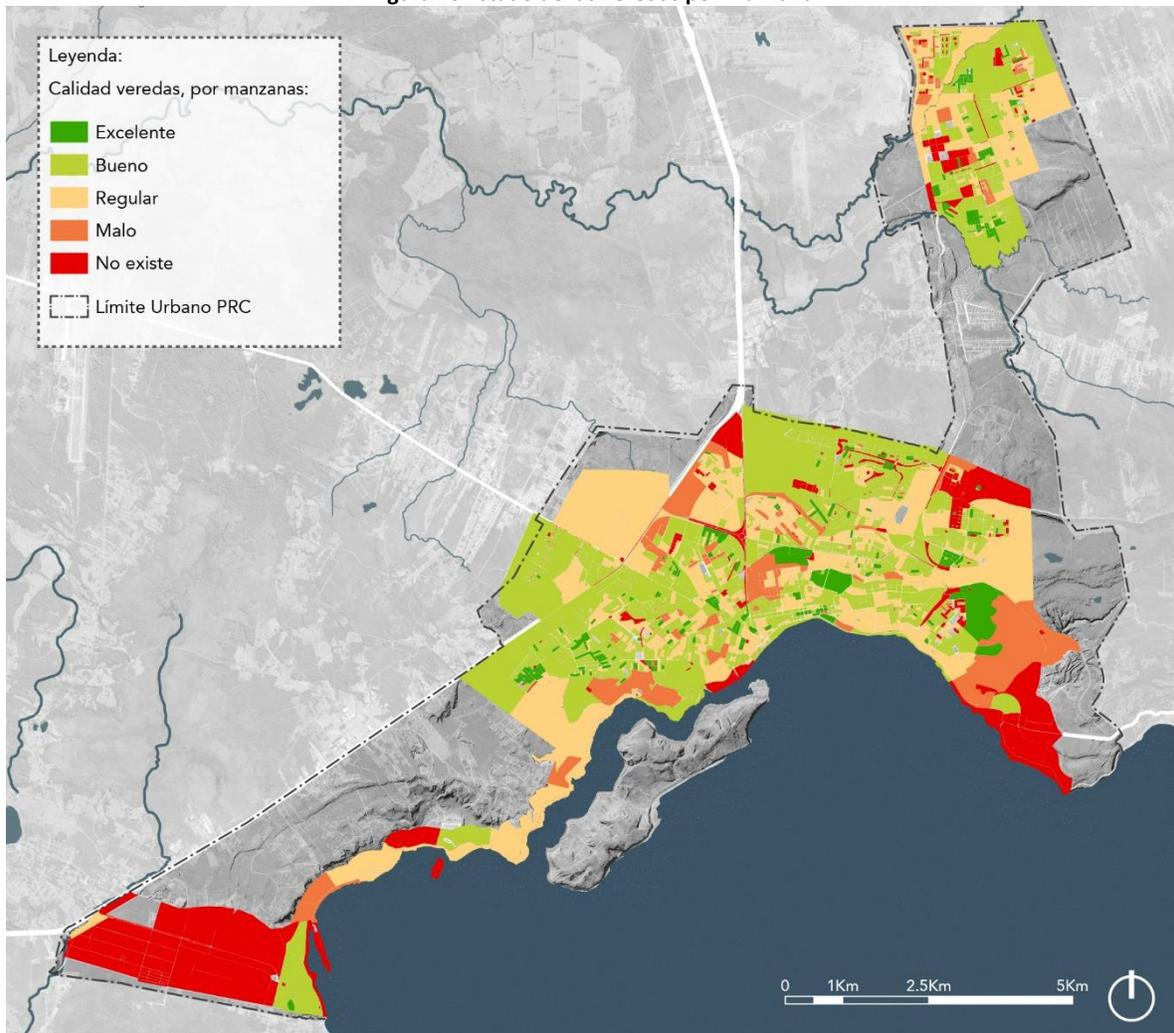 Leyenda:
Calidad veredas, por manzanas:
Excelente
Bueno
Regular
Malo
No existe
Límite Urbano PRC
0 1Km 2.5Km 5Km